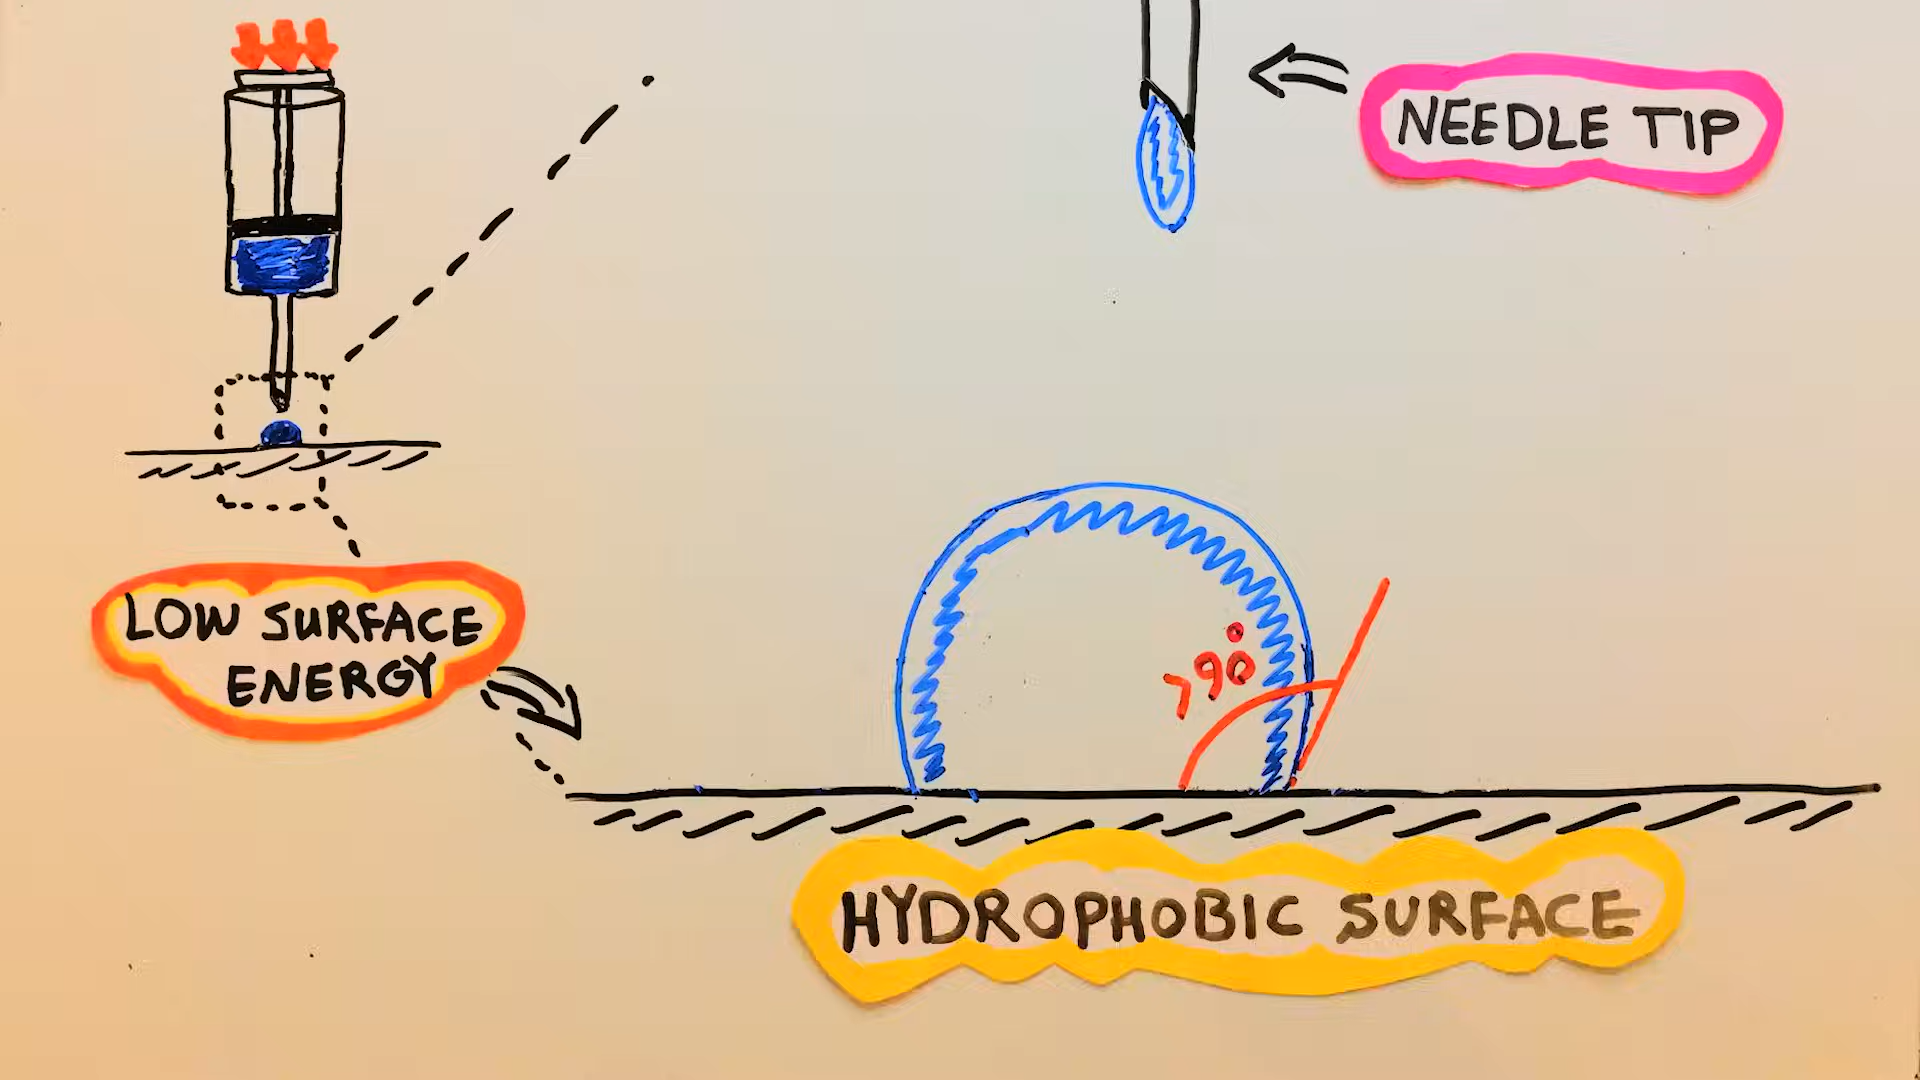 NEEDLE TIP
LOW SURFACE
ENERGY
>90°
HYDROPHOBIC SURFACE